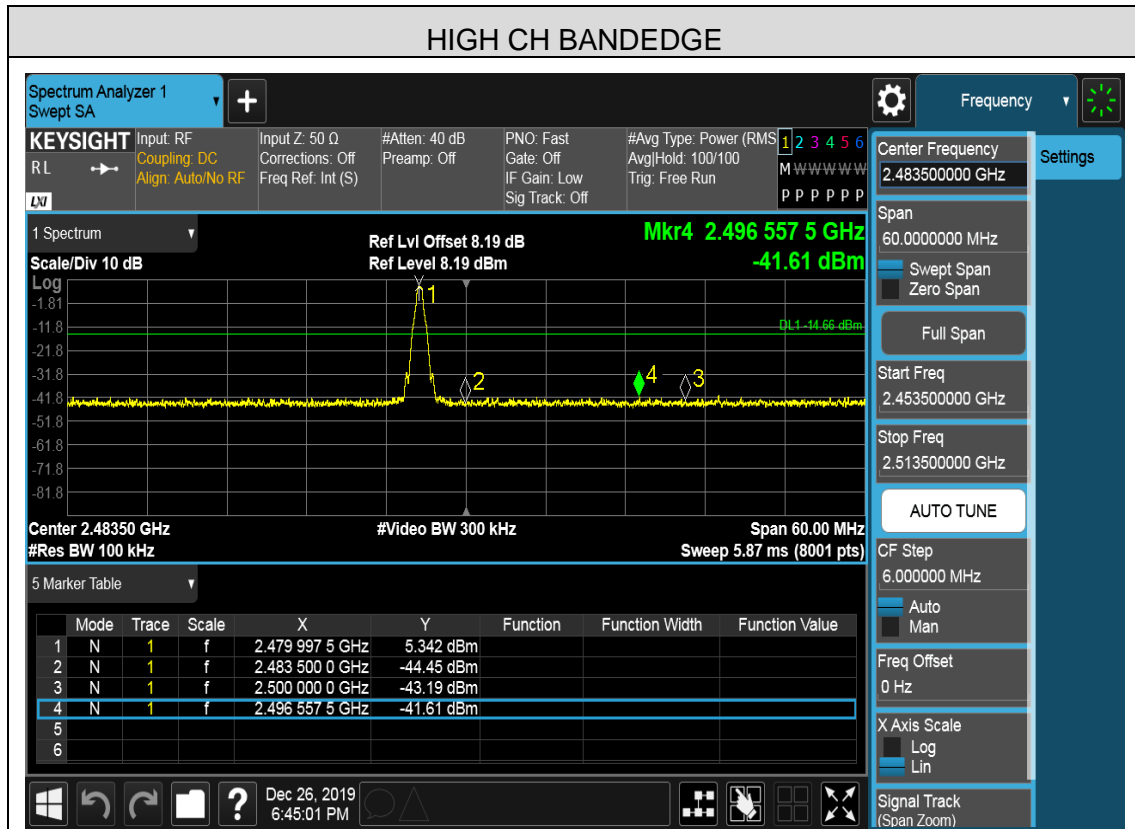 HIGH CH BANDEDGE
Spectrum Analyzer 1
Swept SA
+
Frequency
KEYSIGHT
RL
LXI
Input: RF
Coupling: DC
Align: Auto/No RF
Input Z: 50 Ω
Corrections: Off
Freq Ref: Int (S)
#Atten: 40 dB
Preamp: Off
PNO: Fast
Gate: Off
IF Gain: Low
Sig Track: Off
#Avg Type: Power (RMS
Avg|Hold: 100/100
Trig: Free Run
1 2 3 4 5 6
M W W W W W
P P P P P P
1 Spectrum
Scale/Div 10 dB
Ref Lvl Offset 8.19 dB
Ref Level 8.19 dBm
Mkr4 2.496 557 5 GHz
-41.61 dBm
Log
-1.81
-11.8
-21.8
-31.8
-41.8
-51.8
-61.8
-71.8
-81.8
1
2
4
3
DL1 -14.66 dBm
Center 2.48350 GHz
#Video BW 300 kHz
Span 60.00 MHz
#Res BW 100 kHz
Sweep 5.87 ms (8001 pts)
5 Marker Table
Mode Trace Scale X Y Function Function Width Function Value
1 N 1 f 2.479 997 5 GHz 5.342 dBm
2 N 1 f 2.483 500 0 GHz -44.45 dBm
3 N 1 f 2.500 000 0 GHz -43.19 dBm
4 N 1 f 2.496 557 5 GHz -41.61 dBm
5
6
?
Dec 26, 2019
6:45:01 PM
Center Frequency
2.483500000 GHz
Settings
Span
60.0000000 MHz
Swept Span
Zero Span
Full Span
Start Freq
2.453500000 GHz
Stop Freq
2.513500000 GHz
AUTO TUNE
CF Step
6.000000 MHz
Auto
Man
Freq Offset
0 Hz
X Axis Scale
Log
Lin
Signal Track
(Span Zoom)